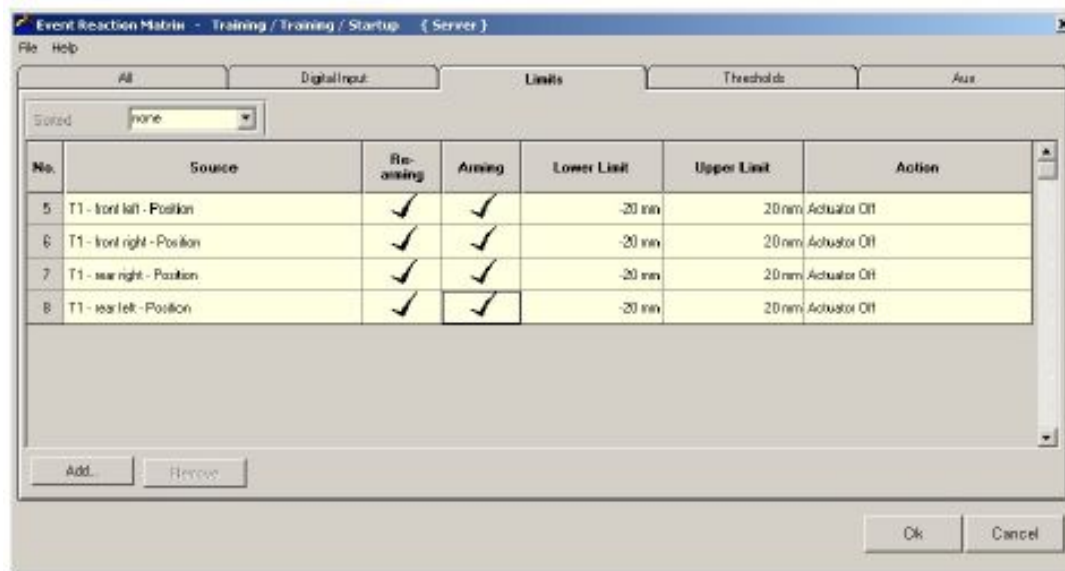 Event Reaction Matrix - Training / Training / Startup { Server }
File Help
All Digital Input Limits Thresholds Aux
Sorted none
No. Source Re-arming Arming Lower Limit Upper Limit Action
5 T1 - front left - Position -20 mm 20 mm Actuator Off
6 T1 - front right - Position -20 mm 20 mm Actuator Off
7 T1 - rear right - Position -20 mm 20 mm Actuator Off
8 T1 - rear left - Position -20 mm 20 mm Actuator Off
Add... Remove
Ok Cancel